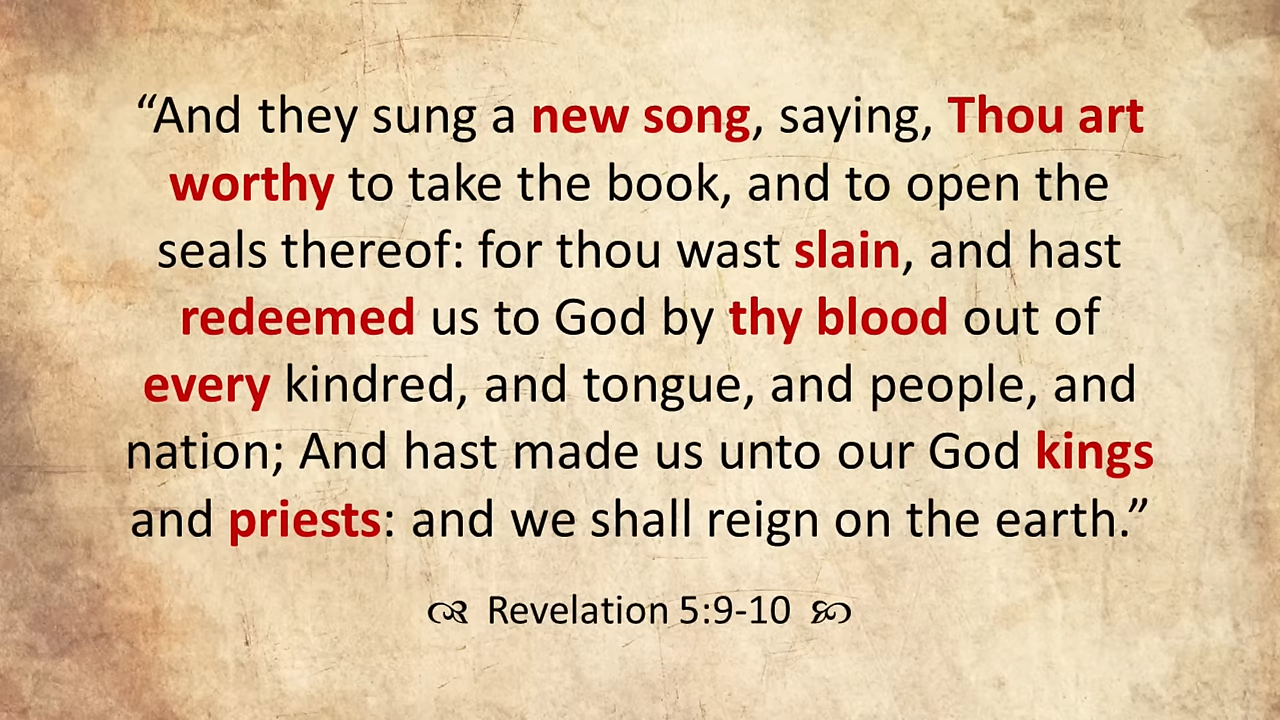 “And they sung a new song, saying, Thou art
worthy to take the book, and to open the
seals thereof: for thou wast slain, and hast
redeemed us to God by thy blood out of
every kindred, and tongue, and people, and
nation; And hast made us unto our God kings
and priests: and we shall reign on the earth.”
Revelation 5:9-10